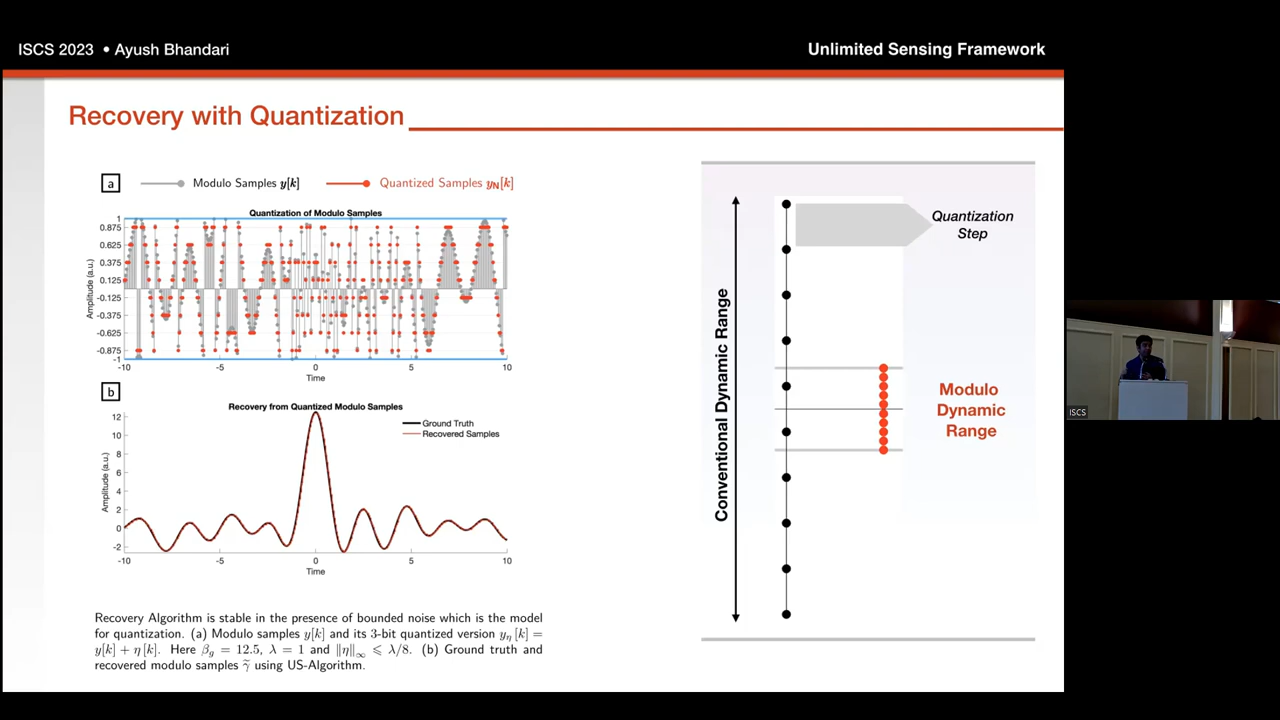 ISCS 2023 • Ayush Bhandari
Unlimited Sensing Framework
Recovery with Quantization
a
Modulo Samples y[k]
Quantized Samples yN[k]
Quantization of Modulo Samples
1
0.875
0.625
0.375
0.125
-0.125
-0.375
-0.625
-0.875
-1
Amplitude (a.u.)
-10 -5 0 5 10
Time
b
Recovery from Quantized Modulo Samples
Ground Truth
Recovered Samples
12
10
8
6
4
2
0
-2
Amplitude (a.u.)
-10 -5 0 5 10
Time
Recovery Algorithm is stable in the presence of bounded noise which is the model
for quantization. (a) Modulo samples y[k] and its 3-bit quantized version yη [k] =
y[k] + η [k]. Here βg = 12.5, λ = 1 and ‖η‖∞ ⩽ λ/8. (b) Ground truth and
recovered modulo samples γ̃ using US-Algorithm.
Conventional Dynamic Range
Quantization
Step
Modulo
Dynamic
Range
ISCS